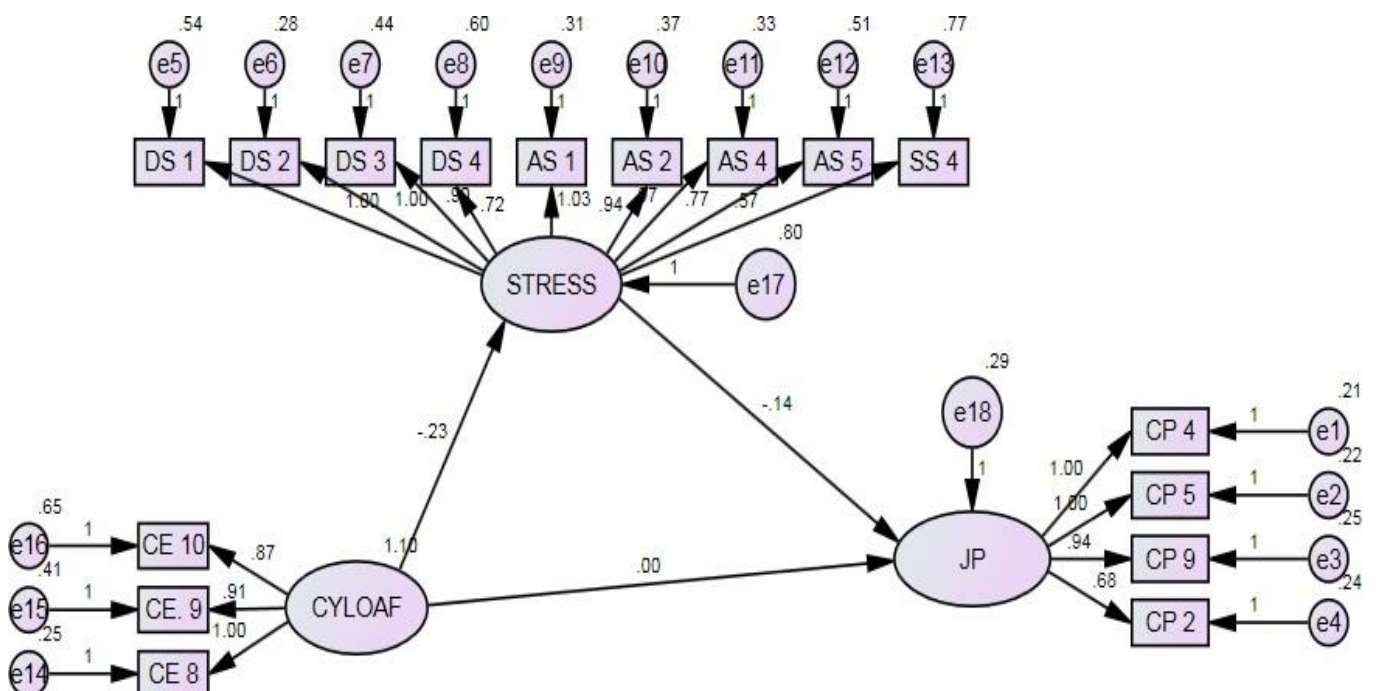 .54 .28 .44 .60 .31 .37 .33 .51 .77
e5 e6 e7 e8 e9 e10 e11 e12 e13
1 1 1 1 1 1 1 1 1
DS 1 DS 2 DS 3 DS 4 AS 1 AS 2 AS 4 AS 5 SS 4
1.00 1.00 .72 1.03 .94 .77 .57
.80
STRESS 1 e17
.29
-.14
e18
.21
-.23
CP 4 1 e1
1
1.00
.22
1.00
CP 5 1 e2
.25
.65
e16 1 CE 10
.87
1.10
.00
JP
.94
CP 9 1 e3
.41
.68
.24
e15 1 CE. 9
.91
CYLOAF
CP 2 1 e4
.25
1.00
e14 1 CE 8